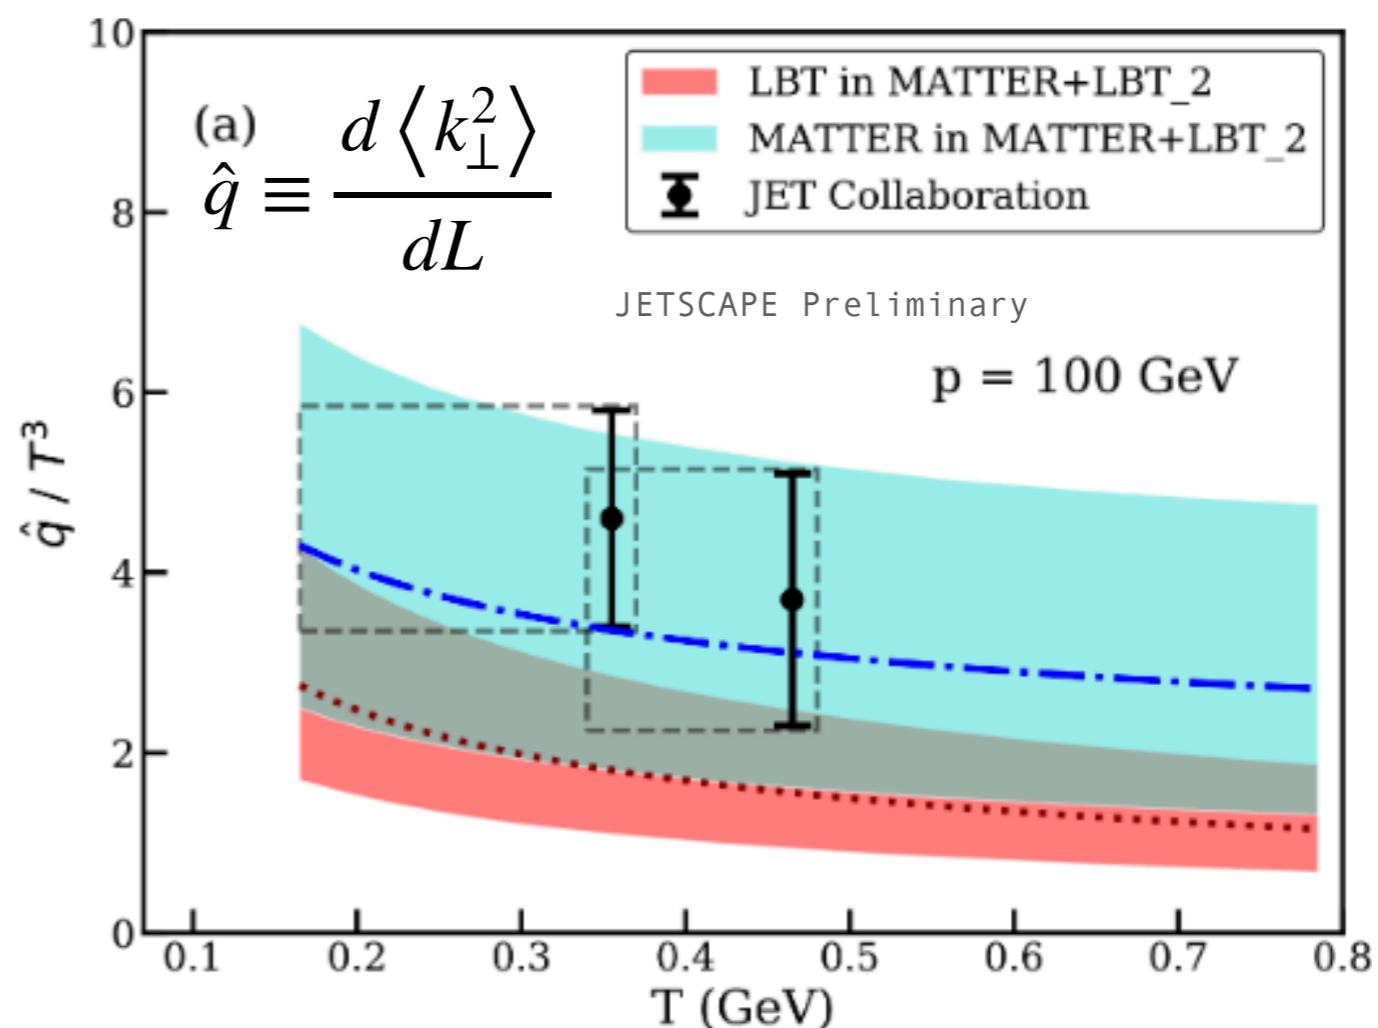 10
8
6
4
2
0
q̂ / T³
(a)
q̂ ≡ d ⟨k⊥²⟩ / dL
LBT in MATTER+LBT_2
MATTER in MATTER+LBT_2
JET Collaboration
JETSCAPE Preliminary
p = 100 GeV
0.1 0.2 0.3 0.4 0.5 0.6 0.7 0.8
T (GeV)